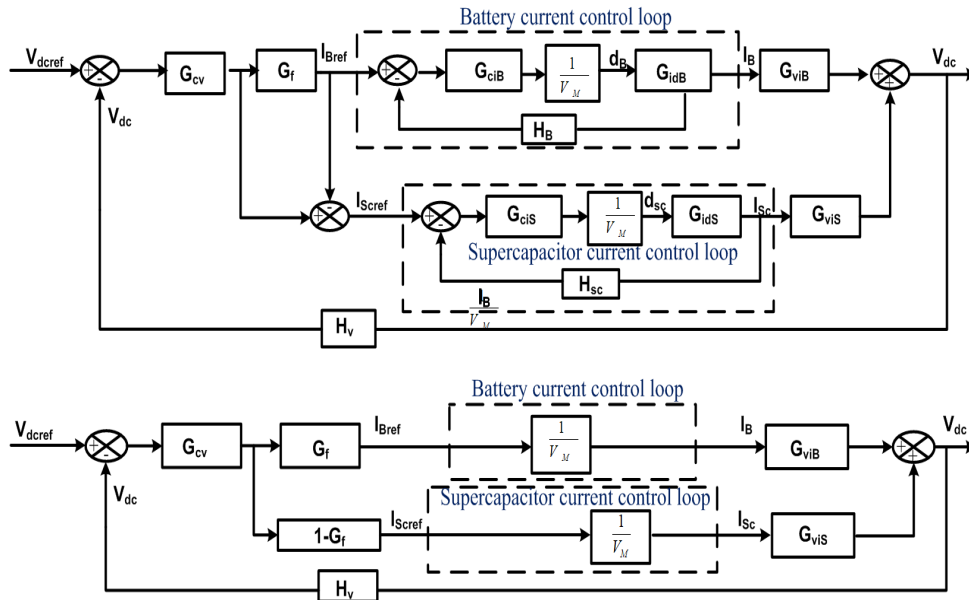 Battery current control loop
V_dcref G_cv G_f I_Bref G_ciB 1/V_M d_B G_idB I_B G_viB V_dc
+ - + - + +
V_dc
H_B
I_Scref G_ciS 1/V_M d_sc G_idS I_Sc G_viS
- + + -
Supercapacitor current control loop
H_sc
I_B
V_M
H_v
Battery current control loop
V_dcref G_cv G_f I_Bref 1/V_M I_B G_viB V_dc
+ - + +
V_dc
Supercapacitor current control loop
1-G_f I_Scref 1/V_M I_Sc G_viS
H_v